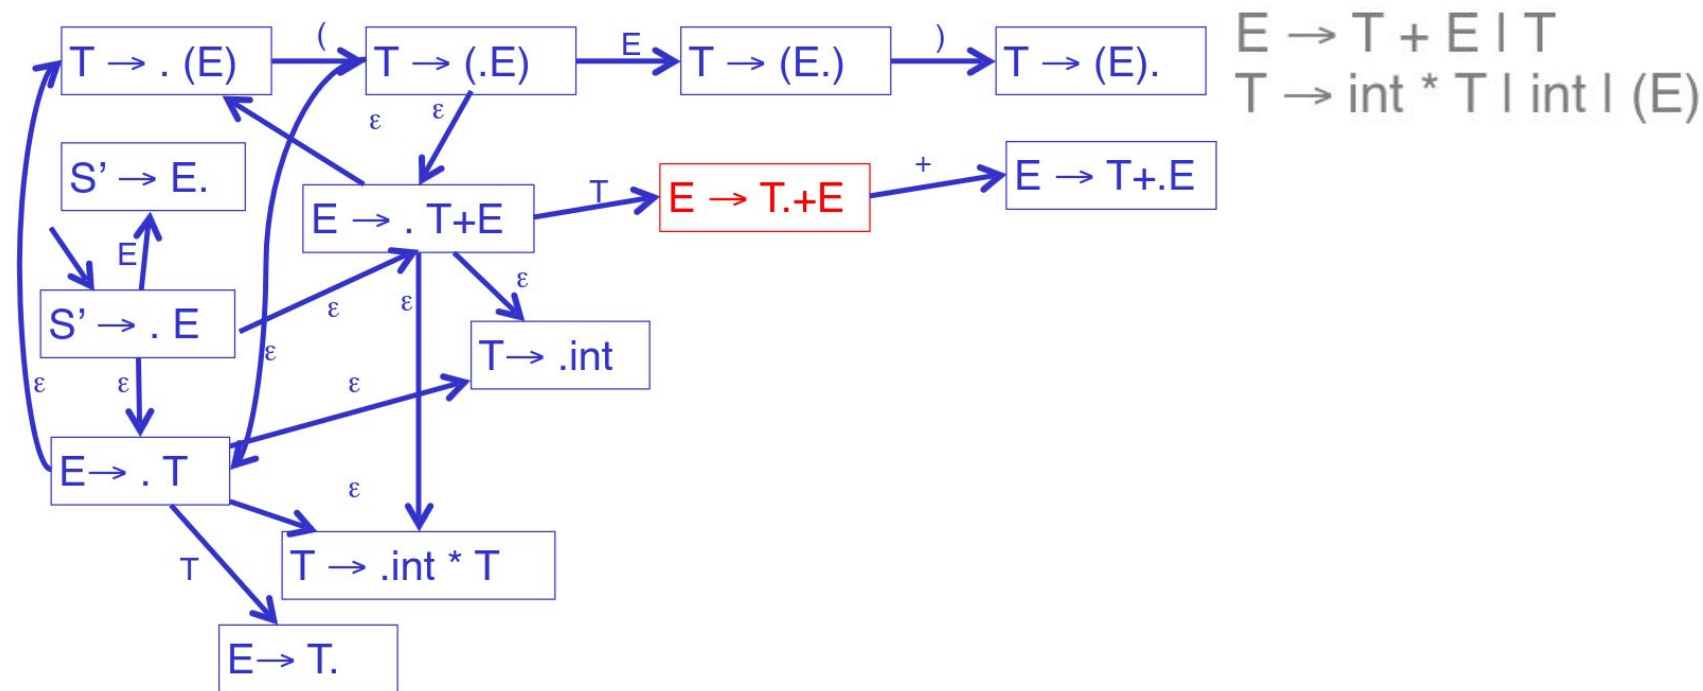 E → T + E | T
T → int * T | int | (E)
T → . (E)
(
T → (.E)
E
T → (E.)
)
T → (E).
ε
ε
S’ → E.
E → . T+E
T
E → T.+E
+
E → T+.E
E
S’ → . E
ε
ε
ε
T→ .int
ε
ε
ε
ε
E→ . T
ε
T
T → .int * T
E→ T.